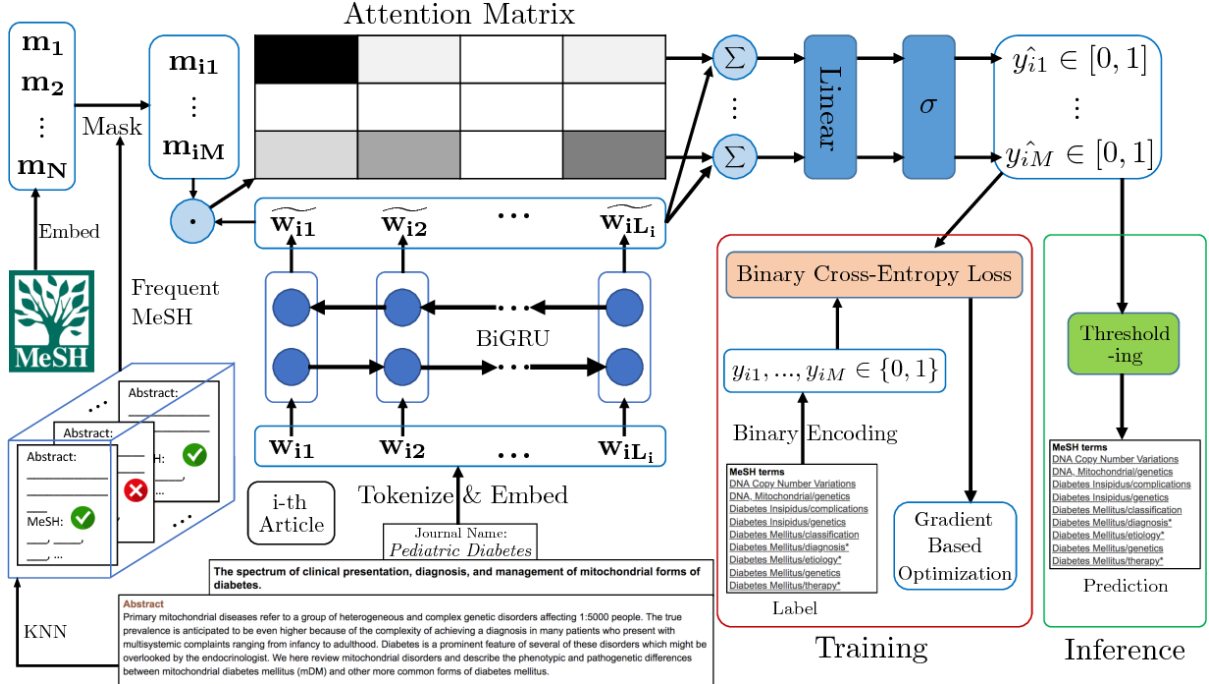 Attention Matrix
m1
m2
⋮
mN
Mask
mi1
⋮
miM
Embed
MeSH
Frequent
MeSH
·
w̃i1 w̃i2 ... w̃iLi
BiGRU
wi1 wi2 ... wiLi
Tokenize & Embed
i-th
Article
Journal Name:
Pediatric Diabetes
The spectrum of clinical presentation, diagnosis, and management of mitochondrial forms of
diabetes.
Abstract
Primary mitochondrial diseases refer to a group of heterogeneous and complex genetic disorders affecting 1:5000 people. The true
prevalence is anticipated to be even higher because of the complexity of achieving a diagnosis in many patients who present with
multisystemic complaints ranging from infancy to adulthood. Diabetes is a prominent feature of several of these disorders which might be
overlooked by the endocrinologist. We here review mitochondrial disorders and describe the phenotypic and pathogenetic differences
between mitochondrial diabetes mellitus (mDM) and other more common forms of diabetes mellitus.
KNN
Abstract:
Abstract:
Abstract:
SH:
MeSH:
__, ___,
__, ...
...
...
∑
⋮
∑
Linear
σ
ŷi1 ∈ [0, 1]
⋮
ŷiM ∈ [0, 1]
Binary Cross-Entropy Loss
yi1, ..., yiM ∈ {0, 1}
Binary Encoding
MeSH terms
DNA Copy Number Variations
DNA, Mitochondrial/genetics
Diabetes Insipidus/complications
Diabetes Insipidus/genetics
Diabetes Mellitus/classification
Diabetes Mellitus/diagnosis*
Diabetes Mellitus/etiology*
Diabetes Mellitus/genetics
Diabetes Mellitus/therapy*
Label
Gradient
Based
Optimization
Training
Threshold
-ing
MeSH terms
DNA Copy Number Variations
DNA, Mitochondrial/genetics
Diabetes Insipidus/complications
Diabetes Insipidus/genetics
Diabetes Mellitus/classification
Diabetes Mellitus/diagnosis*
Diabetes Mellitus/etiology*
Diabetes Mellitus/genetics
Diabetes Mellitus/therapy*
Prediction
Inference